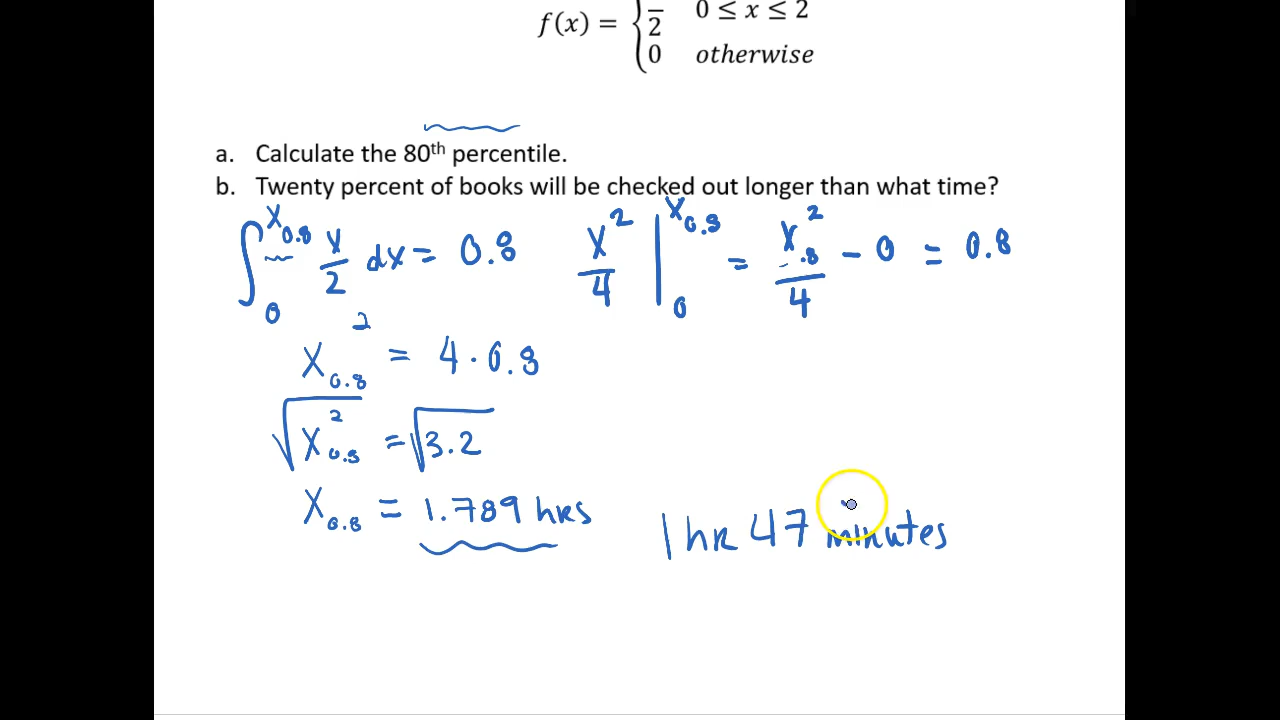 f(x) = { _/2 0 ≤ x ≤ 2
0 otherwise
a. Calculate the 80th percentile.
b. Twenty percent of books will be checked out longer than what time?
∫₀^X0.8 x/2 dx = 0.8 X²/4 |₀^X0.8 = X.8²/4 - 0 = 0.8
X0.8² = 4 · 0.8
√X0.8² = √3.2
X0.8 = 1.789 hrs
1 hr 47 minutes